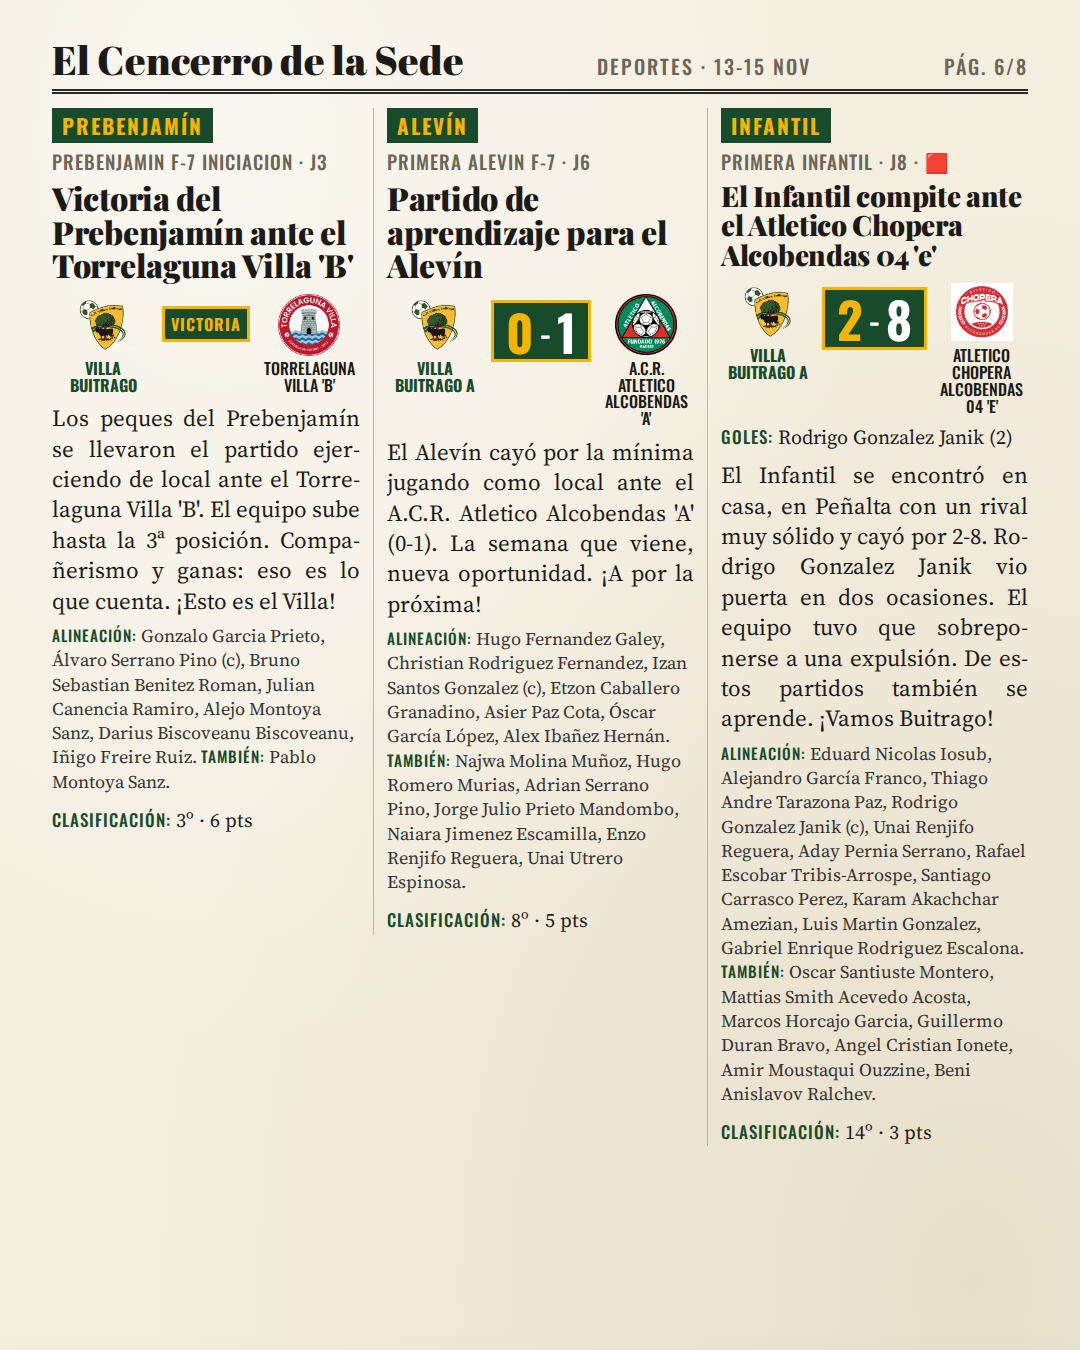 El Cencerro de la Sede
DEPORTES · 13-15 NOV
PÁG. 6/8
PREBENJAMÍN
PREBENJAMIN F-7 INICIACION · J3
Victoria del
Prebenjamín ante el
Torrelaguna Villa 'B'
VICTORIA
TORRELAGUNA VILLA
VILLA
BUITRAGO
TORRELAGUNA
VILLA 'B'
Los peques del Prebenjamín
se llevaron el partido ejer-
ciendo de local ante el Torre-
laguna Villa 'B'. El equipo sube
hasta la 3ª posición. Compa-
ñerismo y ganas: eso es lo
que cuenta. ¡Esto es el Villa!
ALINEACIÓN: Gonzalo Garcia Prieto,
Álvaro Serrano Pino (c), Bruno
Sebastian Benitez Roman, Julian
Canencia Ramiro, Alejo Montoya
Sanz, Darius Biscoveanu Biscoveanu,
Iñigo Freire Ruiz. TAMBIÉN: Pablo
Montoya Sanz.
CLASIFICACIÓN: 3º · 6 pts
ALEVÍN
PRIMERA ALEVIN F-7 · J6
Partido de
aprendizaje para el
Alevín
0-1
ATLETICO ALCOBENDAS
FUNDADO 1976
MADRID
VILLA
BUITRAGO A
A.C.R.
ATLETICO
ALCOBENDAS
'A'
El Alevín cayó por la mínima
jugando como local ante el
A.C.R. Atletico Alcobendas 'A'
(0-1). La semana que viene,
nueva oportunidad. ¡A por la
próxima!
ALINEACIÓN: Hugo Fernandez Galey,
Christian Rodriguez Fernandez, Izan
Santos Gonzalez (c), Etzon Caballero
Granadino, Asier Paz Cota, Óscar
García López, Alex Ibañez Hernán.
TAMBIÉN: Najwa Molina Muñoz, Hugo
Romero Murias, Adrian Serrano
Pino, Jorge Julio Prieto Mandombo,
Naiara Jimenez Escamilla, Enzo
Renjifo Reguera, Unai Utrero
Espinosa.
CLASIFICACIÓN: 8º · 5 pts
INFANTIL
PRIMERA INFANTIL · J8 · 🟥
El Infantil compite ante
el Atletico Chopera
Alcobendas 04 'e'
2-8
CHOPERA
VILLA
BUITRAGO A
ATLETICO
CHOPERA
ALCOBENDAS
04 'E'
GOLES: Rodrigo Gonzalez Janik (2)
El Infantil se encontró en
casa, en Peñalta con un rival
muy sólido y cayó por 2-8. Ro-
drigo Gonzalez Janik vio
puerta en dos ocasiones. El
equipo tuvo que sobrepo-
nerse a una expulsión. De es-
tos partidos también se
aprende. ¡Vamos Buitrago!
ALINEACIÓN: Eduard Nicolas Iosub,
Alejandro García Franco, Thiago
Andre Tarazona Paz, Rodrigo
Gonzalez Janik (c), Unai Renjifo
Reguera, Aday Pernia Serrano, Rafael
Escobar Tribis-Arrospe, Santiago
Carrasco Perez, Karam Akachchar
Amezian, Luis Martin Gonzalez,
Gabriel Enrique Rodriguez Escalona.
TAMBIÉN: Oscar Santiuste Montero,
Mattias Smith Acevedo Acosta,
Marcos Horcajo Garcia, Guillermo
Duran Bravo, Angel Cristian Ionete,
Amir Moustaqui Ouzzine, Beni
Anislavov Ralchev.
CLASIFICACIÓN: 14º · 3 pts